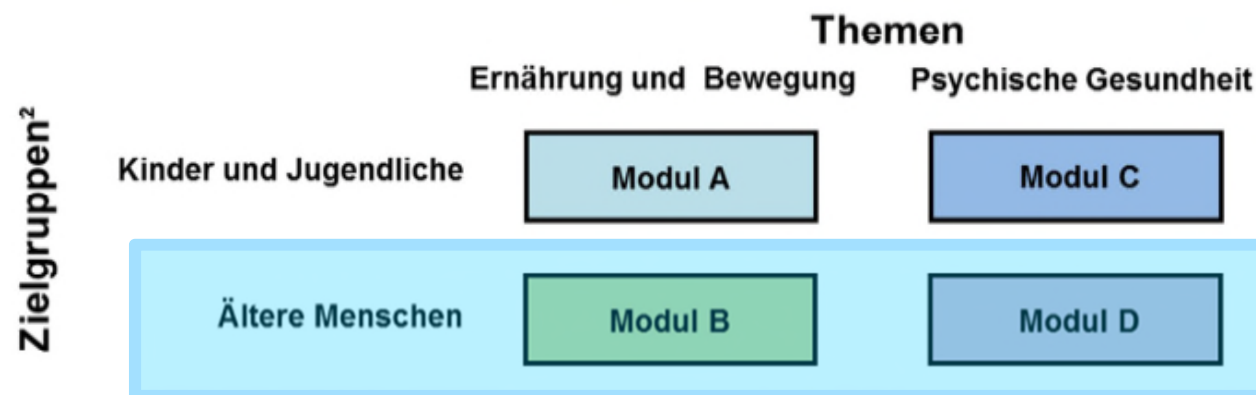 Themen
Ernährung und Bewegung Psychische Gesundheit
Zielgruppen²
Kinder und Jugendliche Modul A Modul C
Ältere Menschen Modul B Modul D